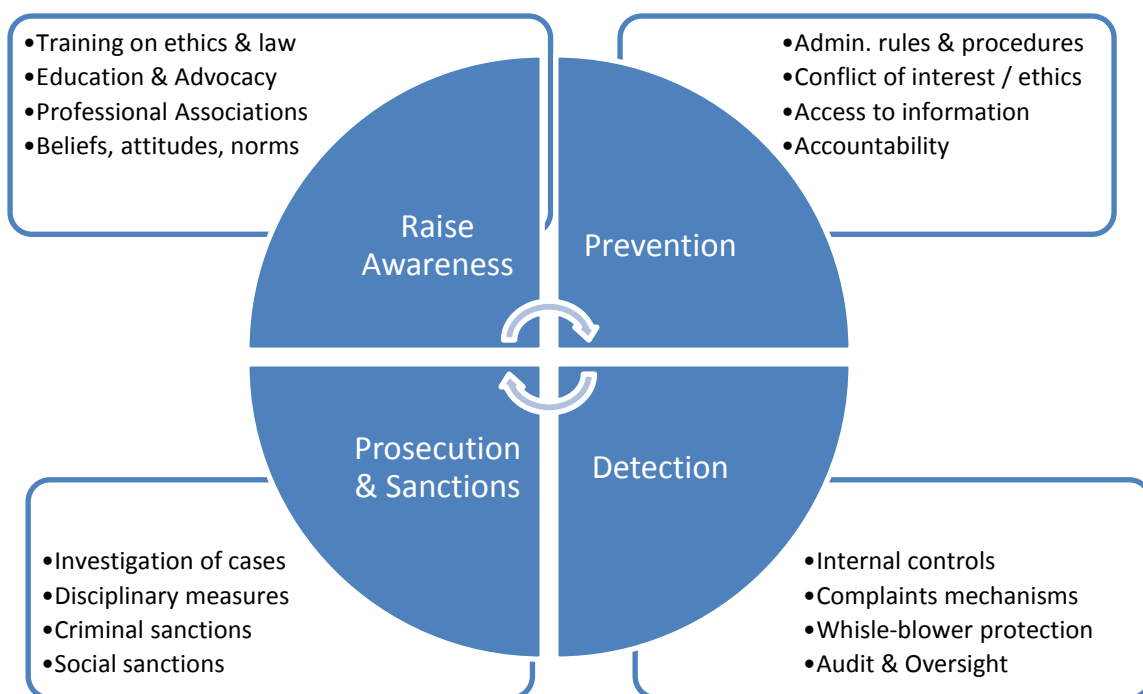 •Training on ethics & law
•Education & Advocacy
•Professional Associations
•Beliefs, attitudes, norms
•Admin. rules & procedures
•Conflict of interest / ethics
•Access to information
•Accountability
Raise
Awareness
Prevention
Prosecution
& Sanctions
Detection
•Investigation of cases
•Disciplinary measures
•Criminal sanctions
•Social sanctions
•Internal controls
•Complaints mechanisms
•Whisle-blower protection
•Audit & Oversight